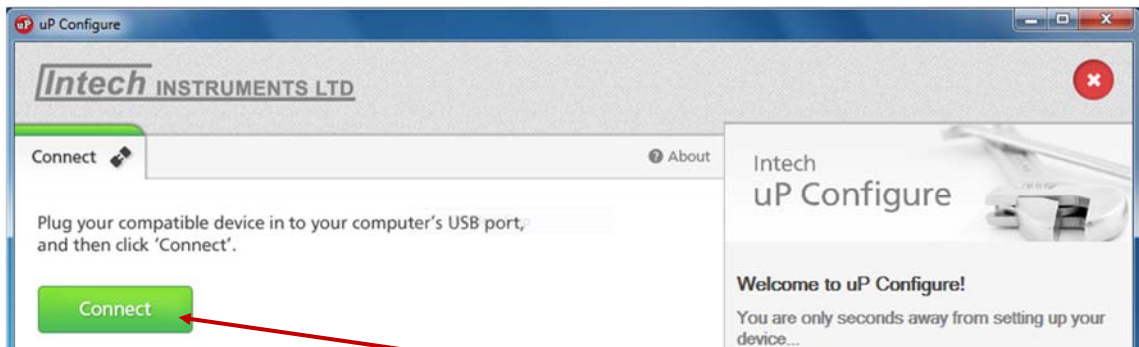 uP Configure
Intech INSTRUMENTS LTD
Connect
About
Plug your compatible device in to your computer's USB port,
and then click 'Connect'.
Connect
Intech
uP Configure
Welcome to uP Configure!
You are only seconds away from setting up your
device...